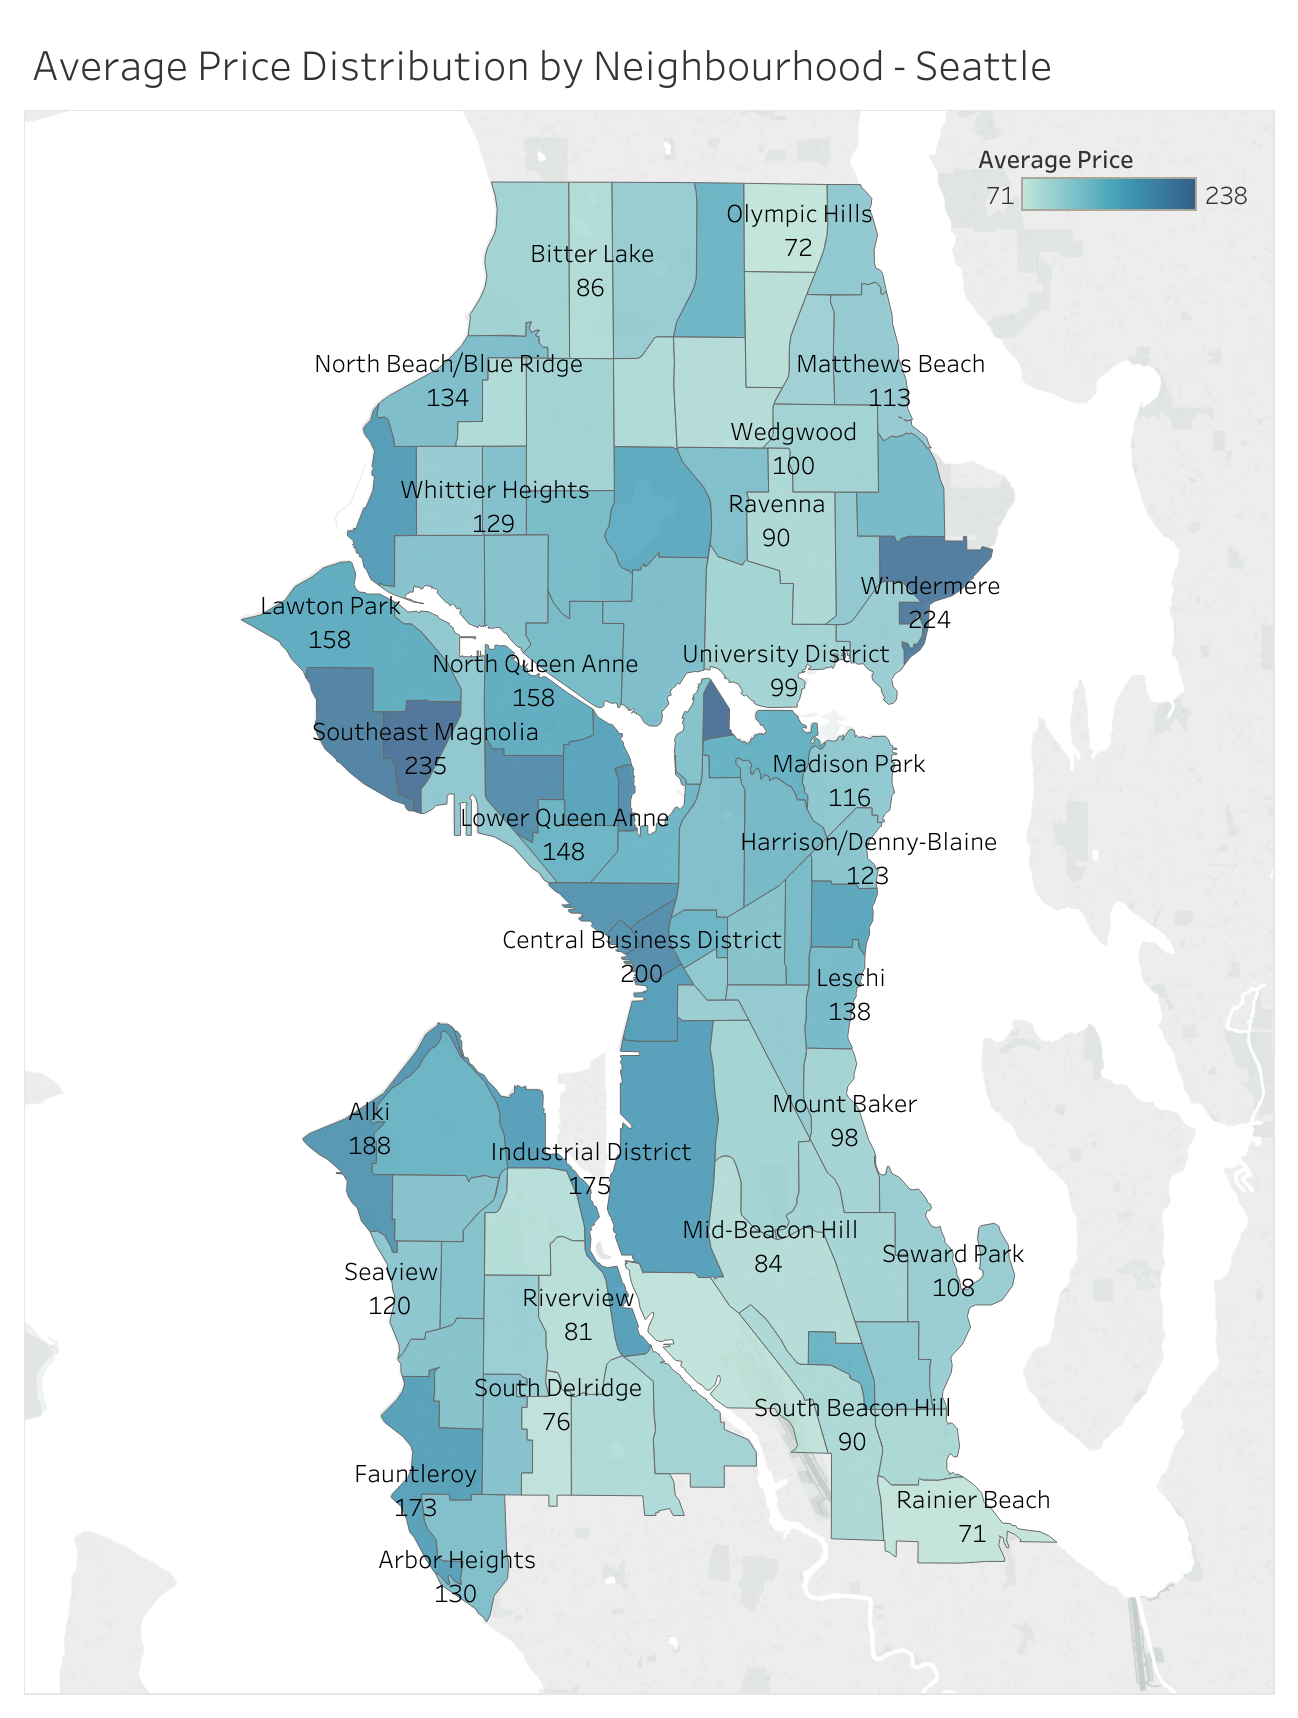 Average Price Distribution by Neighbourhood - Seattle
Average Price
71
238
Olympic Hills
72
Bitter Lake
86
North Beach/Blue Ridge
134
Matthews Beach
113
Wedgwood
100
Whittier Heights
129
Ravenna
90
Windermere
224
Lawton Park
158
North Queen Anne
158
University District
99
Southeast Magnolia
235
Madison Park
116
Lower Queen Anne
148
Harrison/Denny-Blaine
123
Central Business District
200
Leschi
138
Alki
188
Mount Baker
98
Industrial District
175
Mid-Beacon Hill
84
Seward Park
108
Seaview
120
Riverview
81
South Delridge
76
South Beacon Hill
90
Fauntleroy
173
Rainier Beach
71
Arbor Heights
130